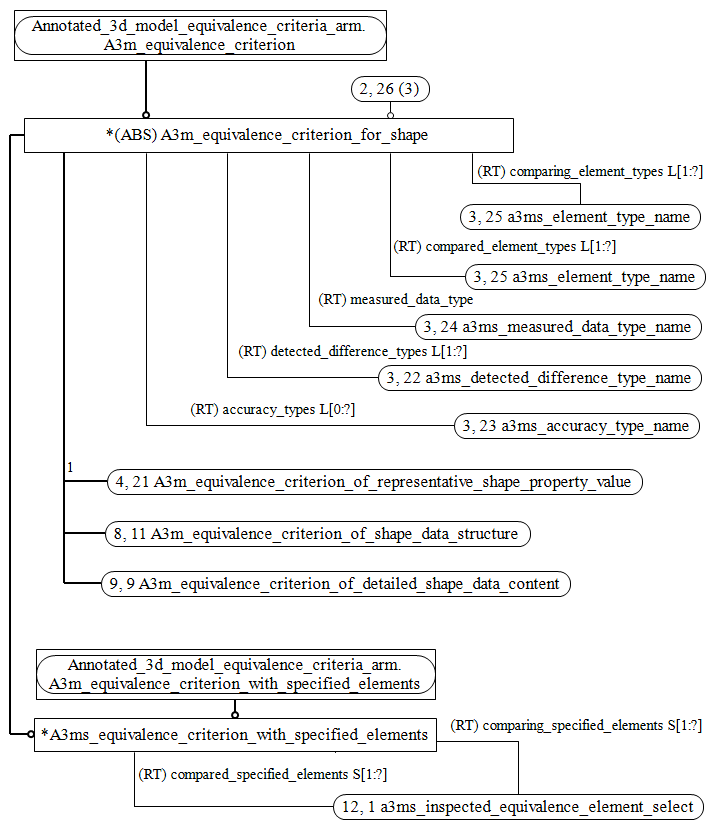 Annotated_3d_model_equivalence_criteria_arm.
A3m_equivalence_criterion
2, 26 (3)
*(ABS) A3m_equivalence_criterion_for_shape
(RT) comparing_element_types L[1:?]
3, 25 a3ms_element_type_name
(RT) compared_element_types L[1:?]
3, 25 a3ms_element_type_name
(RT) measured_data_type
3, 24 a3ms_measured_data_type_name
(RT) detected_difference_types L[1:?]
3, 22 a3ms_detected_difference_type_name
(RT) accuracy_types L[0:?]
3, 23 a3ms_accuracy_type_name
1
4, 21 A3m_equivalence_criterion_of_representative_shape_property_value
8, 11 A3m_equivalence_criterion_of_shape_data_structure
9, 9 A3m_equivalence_criterion_of_detailed_shape_data_content
Annotated_3d_model_equivalence_criteria_arm.
A3m_equivalence_criterion_with_specified_elements
*A3ms_equivalence_criterion_with_specified_elements
(RT) comparing_specified_elements S[1:?]
(RT) compared_specified_elements S[1:?]
12, 1 a3ms_inspected_equivalence_element_select